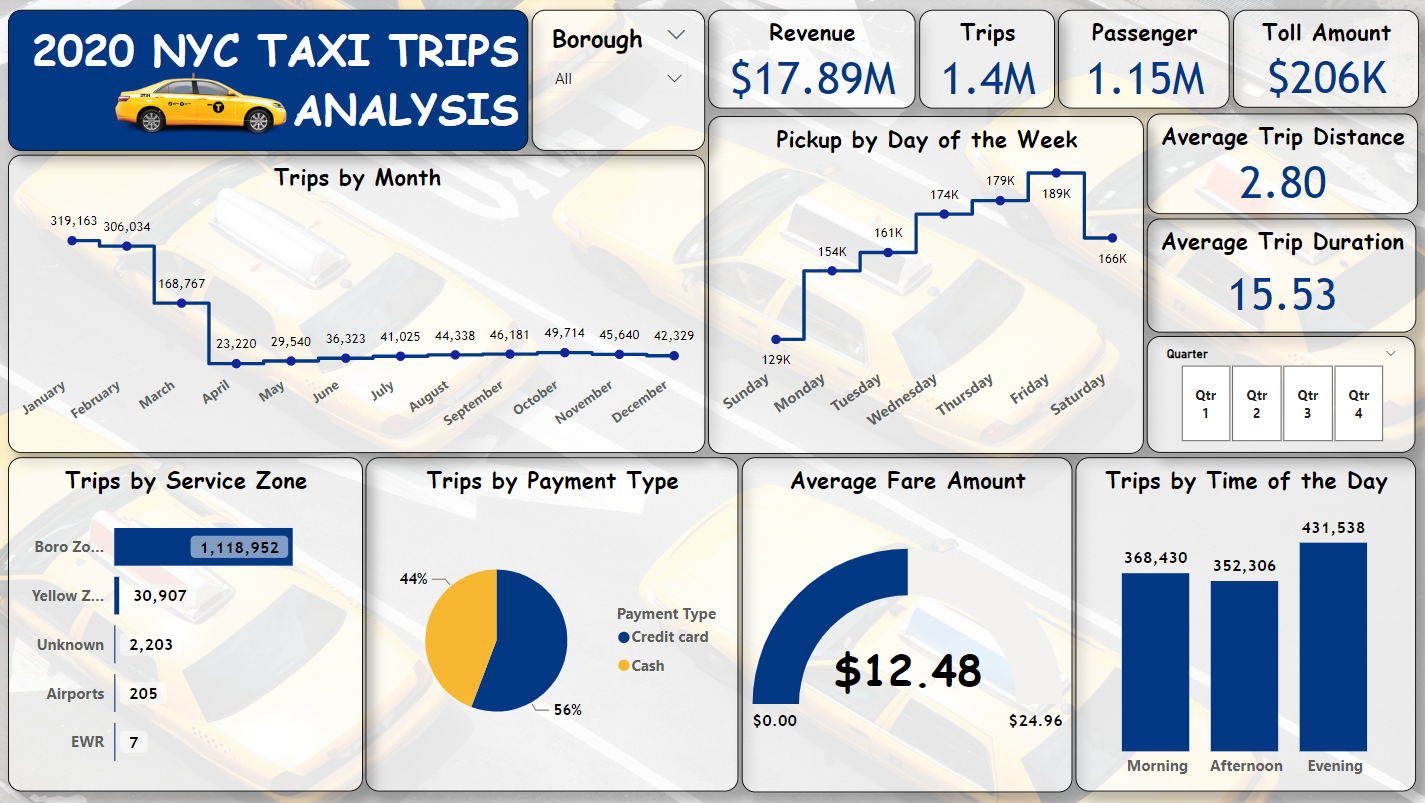 2020 NYC TAXI TRIPS
ANALYSIS
Borough
All
Revenue
$17.89M
Trips
1.4M
Passenger
1.15M
Toll Amount
$206K
Trips by Month
319,163
306,034
168,767
23,220
29,540
36,323
41,025
44,338
46,181
49,714
45,640
42,329
January
February
March
April
May
June
July
August
September
October
November
December
Pickup by Day of the Week
129K
154K
161K
174K
179K
189K
166K
Sunday
Monday
Tuesday
Wednesday
Thursday
Friday
Saturday
Average Trip Distance
2.80
Average Trip Duration
15.53
Quarter
Qtr
1
Qtr
2
Qtr
3
Qtr
4
Trips by Service Zone
Boro Zo... 1,118,952
Yellow Z... 30,907
Unknown 2,203
Airports 205
EWR 7
Trips by Payment Type
44%
56%
Payment Type
Credit card
Cash
Average Fare Amount
$12.48
$0.00
$24.96
Trips by Time of the Day
368,430
352,306
431,538
Morning
Afternoon
Evening